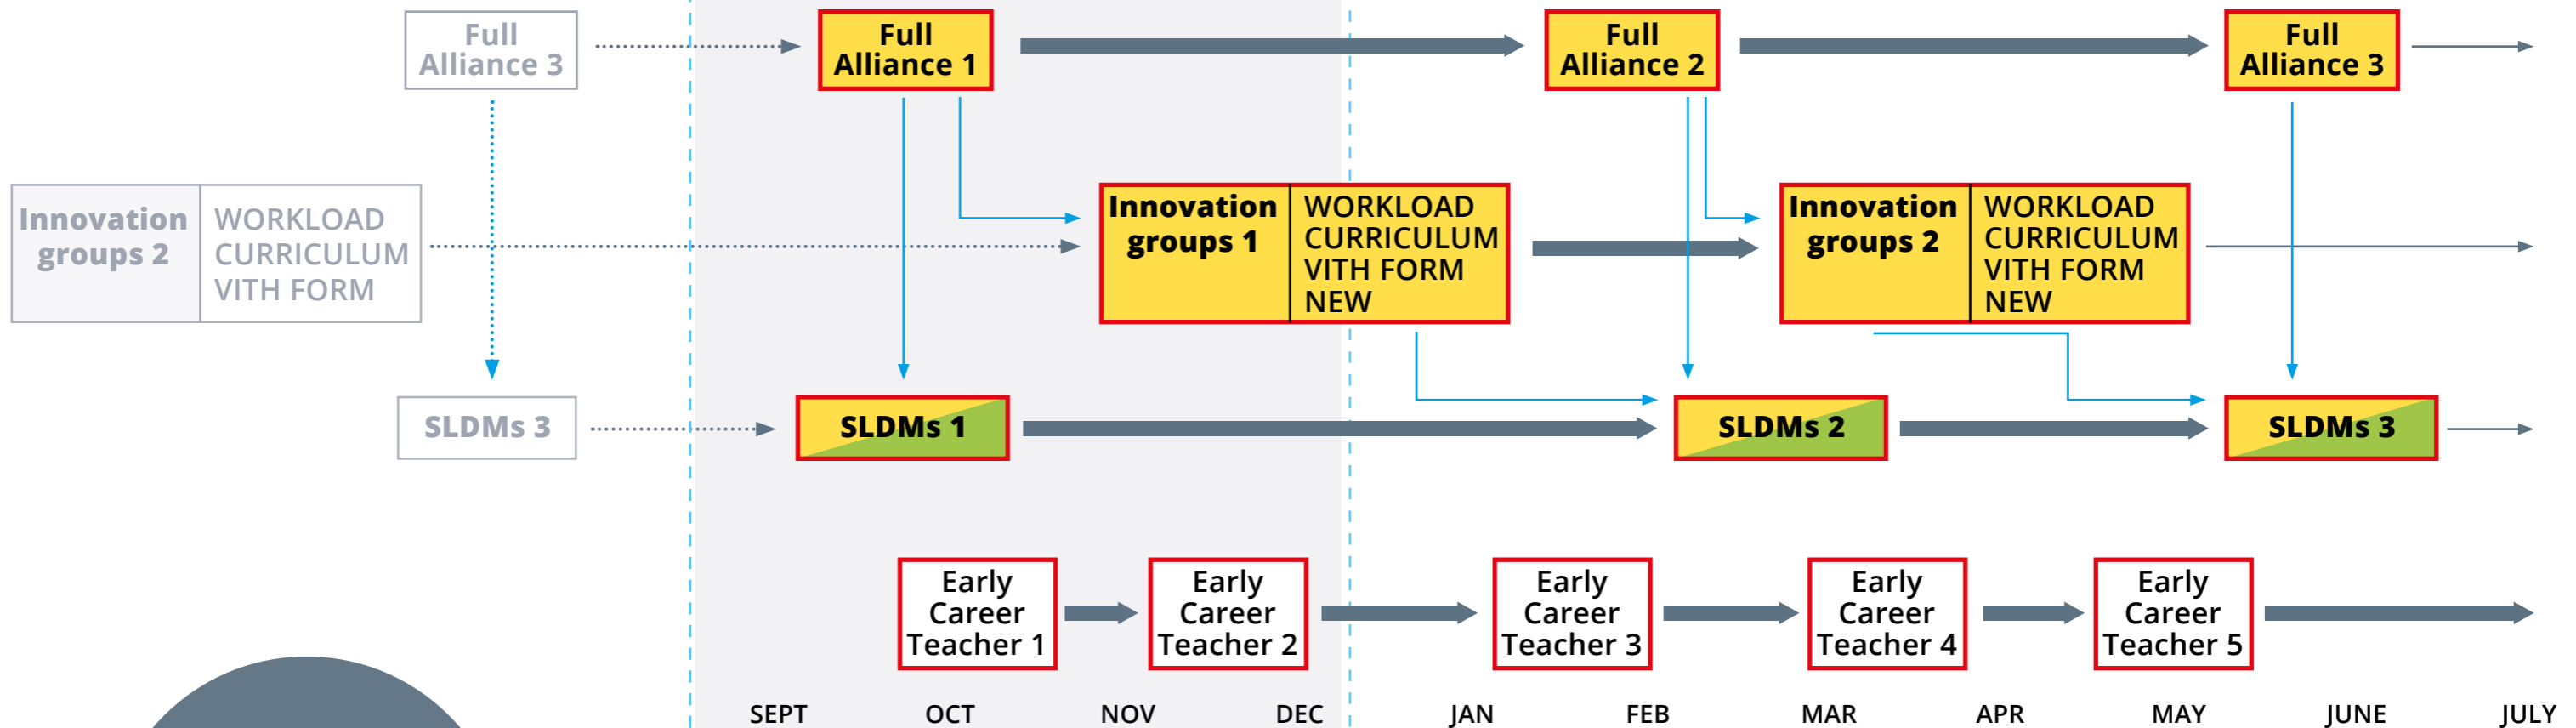 Full
Alliance 3
Full
Alliance 1
Full
Alliance 2
Full
Alliance 3
Innovation
groups 2
WORKLOAD
CURRICULUM
VITH FORM
Innovation
groups 1
WORKLOAD
CURRICULUM
VITH FORM
NEW
Innovation
groups 2
WORKLOAD
CURRICULUM
VITH FORM
NEW
SLDMs 3
SLDMs 1
SLDMs 2
SLDMs 3
Early
Career
Teacher 1
Early
Career
Teacher 2
Early
Career
Teacher 3
Early
Career
Teacher 4
Early
Career
Teacher 5
SEPT OCT NOV DEC JAN FEB MAR APR MAY JUNE JULY